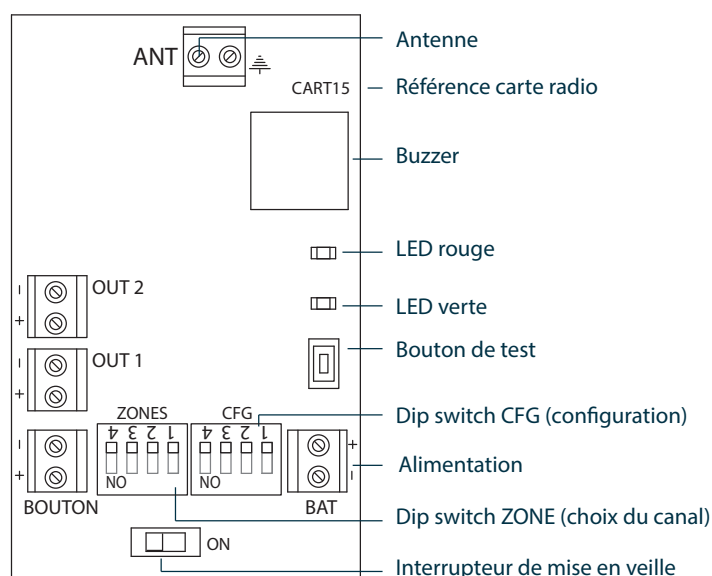 ANT
Antenne
CART15
Référence carte radio
Buzzer
LED rouge
LED verte
Bouton de test
- OUT 2
+
- OUT 1
+
ZONES CFG
4 3 2 1 4 3 2 1
Dip switch CFG (configuration)
- +
+ -
Alimentation
ON ON
BOUTON BAT
Dip switch ZONE (choix du canal)
ON
Interrupteur de mise en veille